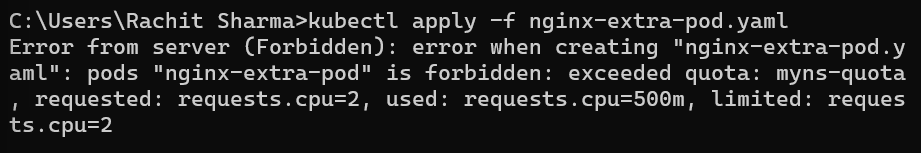 C:\Users\Rachit Sharma>kubectl apply -f nginx-extra-pod.yaml
Error from server (Forbidden): error when creating "nginx-extra-pod.y
aml": pods "nginx-extra-pod" is forbidden: exceeded quota: myns-quota
, requested: requests.cpu=2, used: requests.cpu=500m, limited: reques
ts.cpu=2